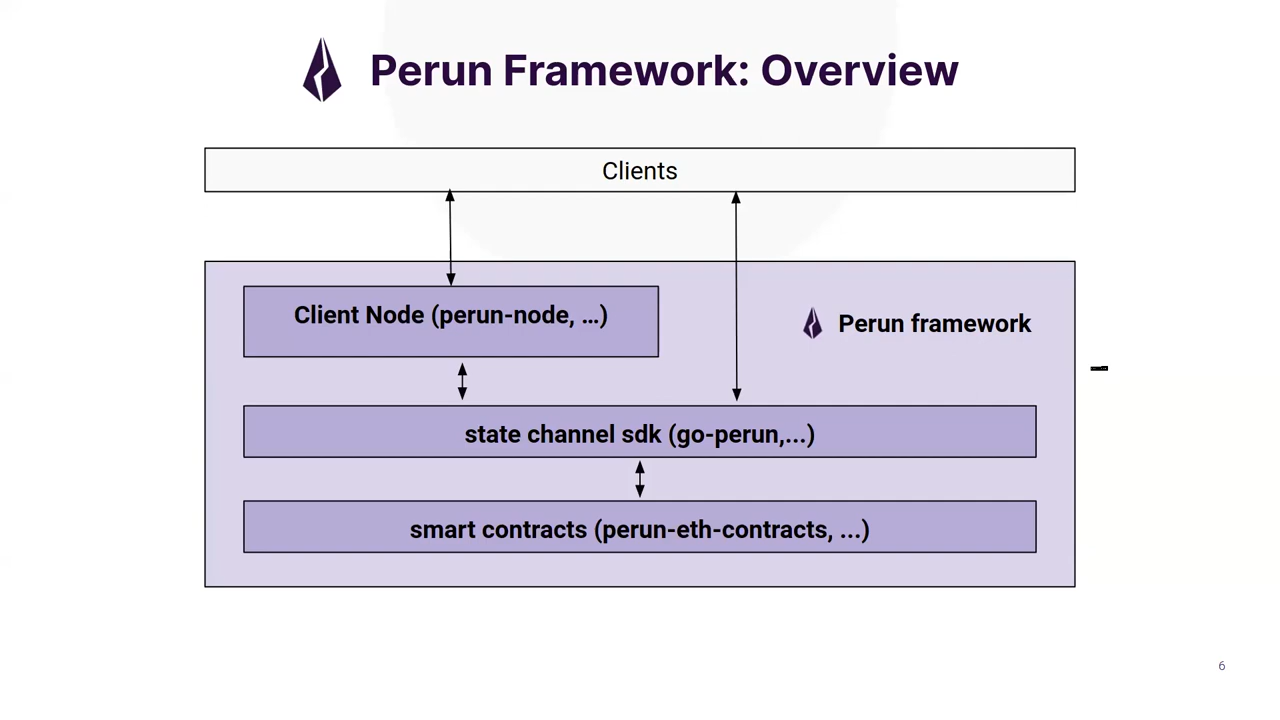 Perun Framework: Overview
Clients
Client Node (perun-node, …)
Perun framework
state channel sdk (go-perun,...)
smart contracts (perun-eth-contracts, ...)
6